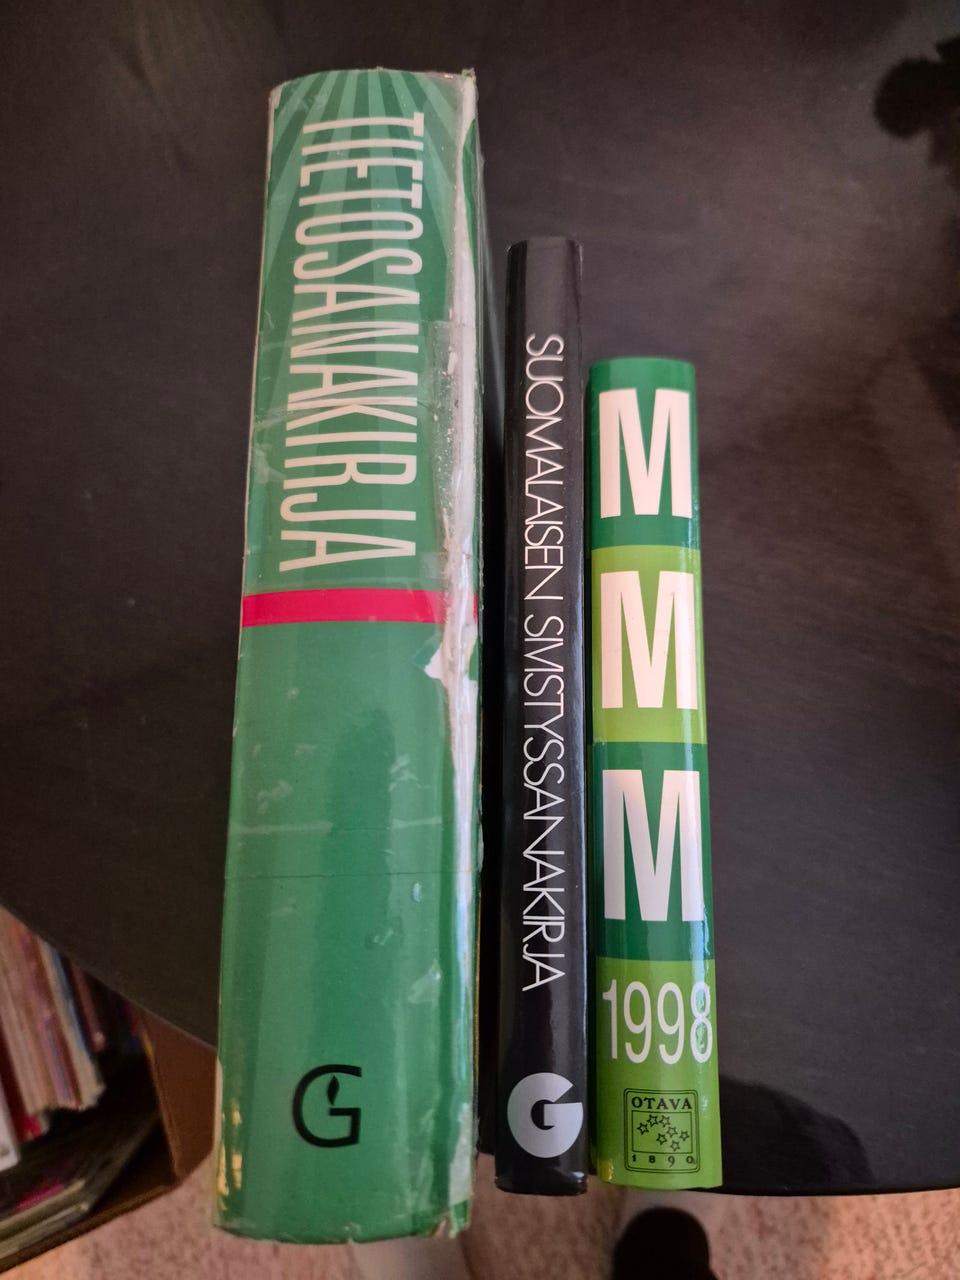 TIETOSANAKIRJA
G
SUOMALAISEN SIVISTYSSANAKIRJA
G
M
M
M
1998
OTAVA
1890